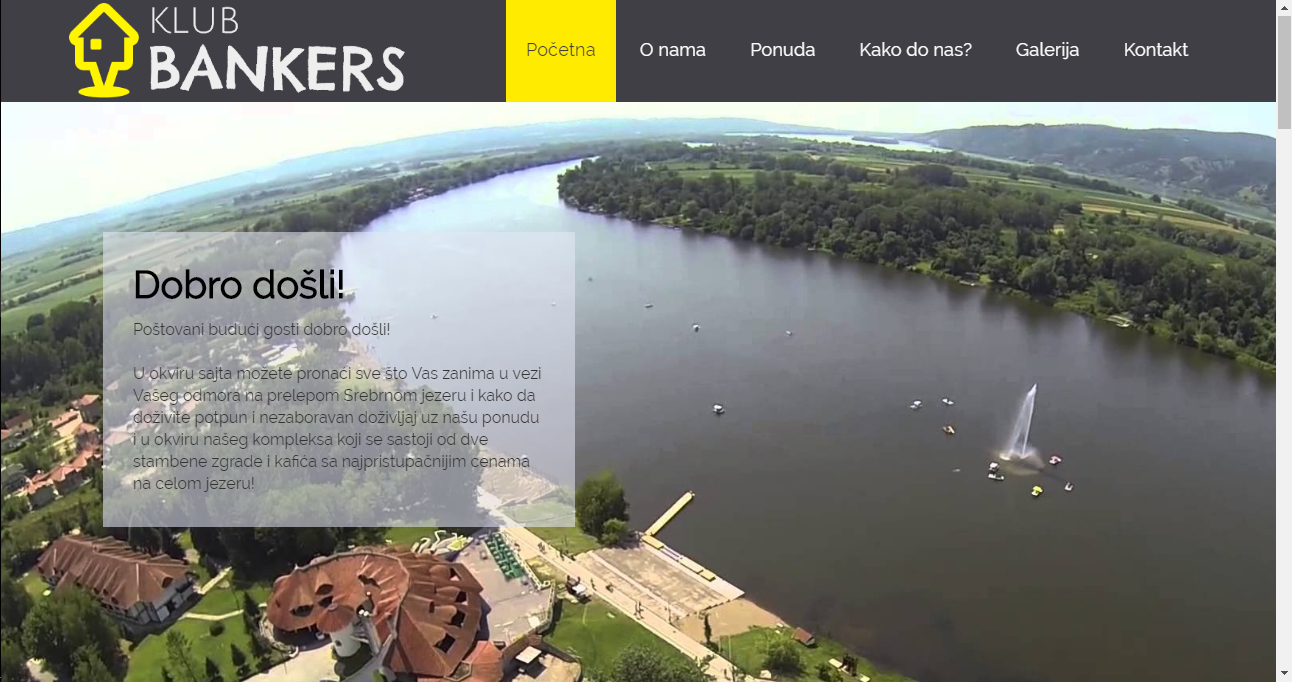 KLUB
BANKERS
Početna
O nama
Ponuda
Kako do nas?
Galerija
Kontakt
Dobro došli!
Poštovani budući gosti dobro došli!
U okviru sajta možete pronaći sve što Vas zanima u vezi
Vašeg odmora na prelepom Srebrnom jezeru i kako da
doživite potpun i nezaboravan doživljaj uz našu ponudu
i u okviru našeg kompleksa koji se sastoji od dve
stambene zgrade i kafića sa najpristupačnijim cenama
na celom jezeru!